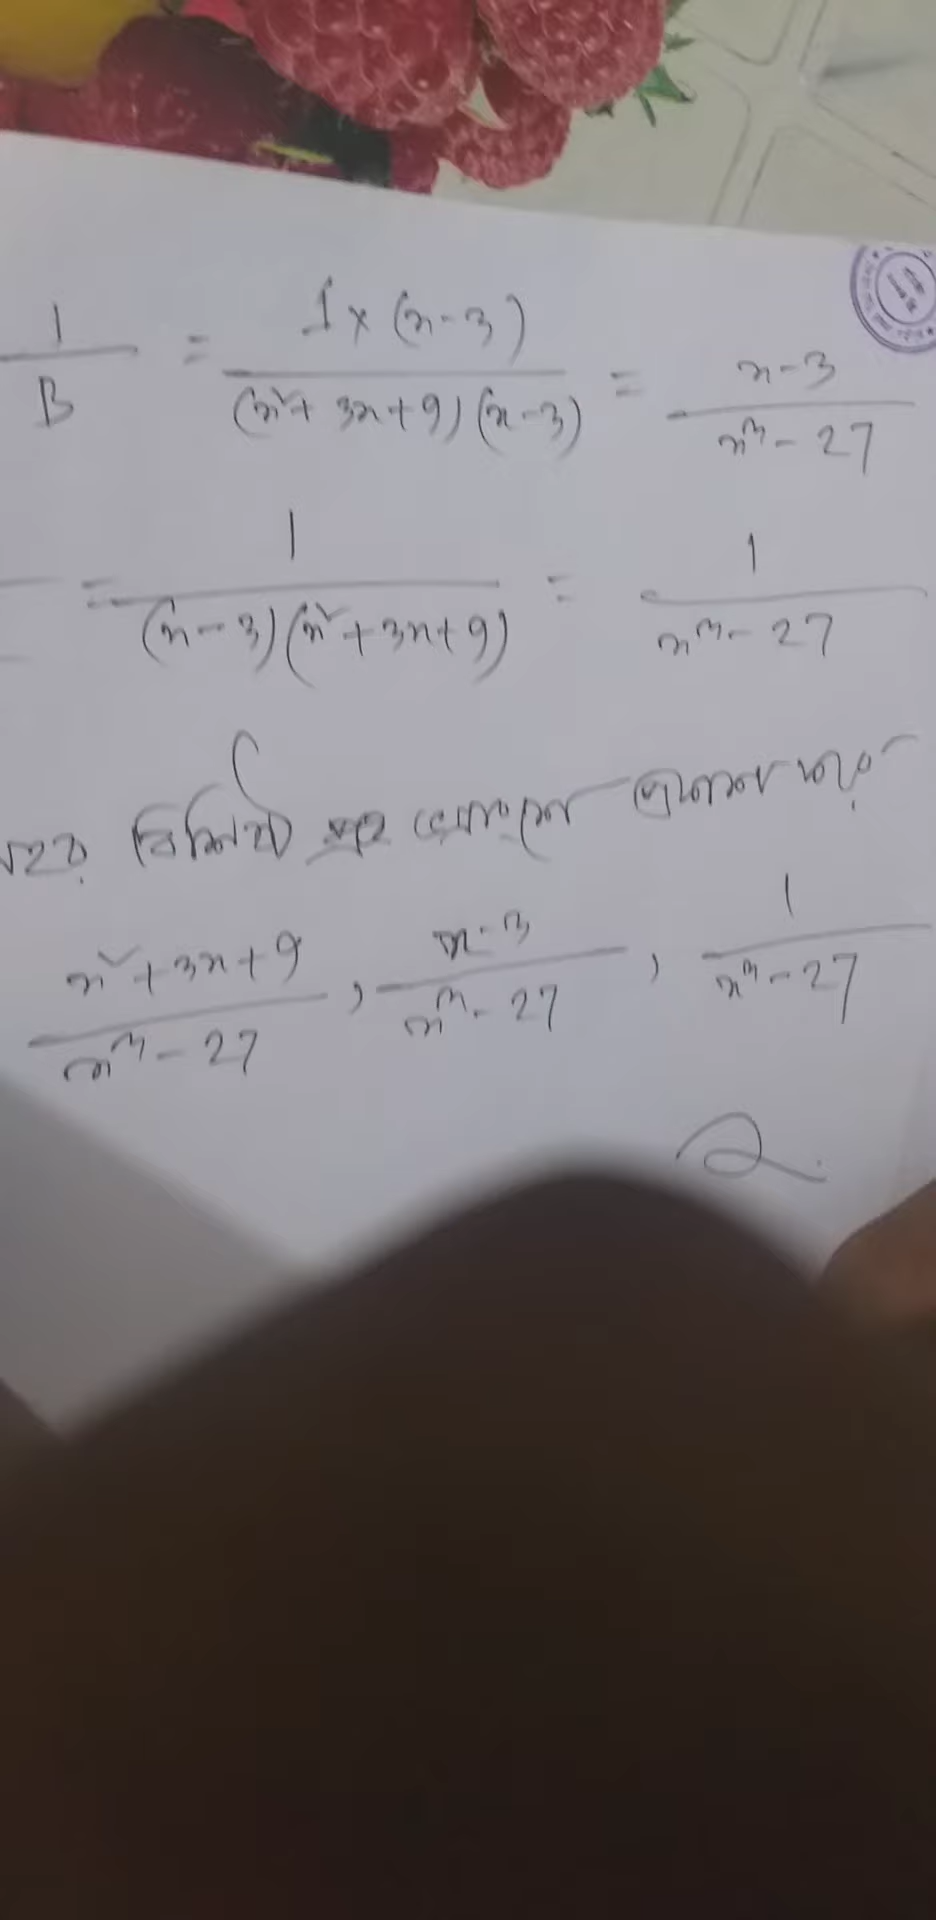 1/B = 1×(x-3)/(x²+3x+9)(x-3) = x-3/x³-27
= 1/(x-3)(x²+3x+9) = 1/x³-27
বিশিষ্ট
x²+3x+9/x³-27 , x-3/x³-27 , 1/x³-27